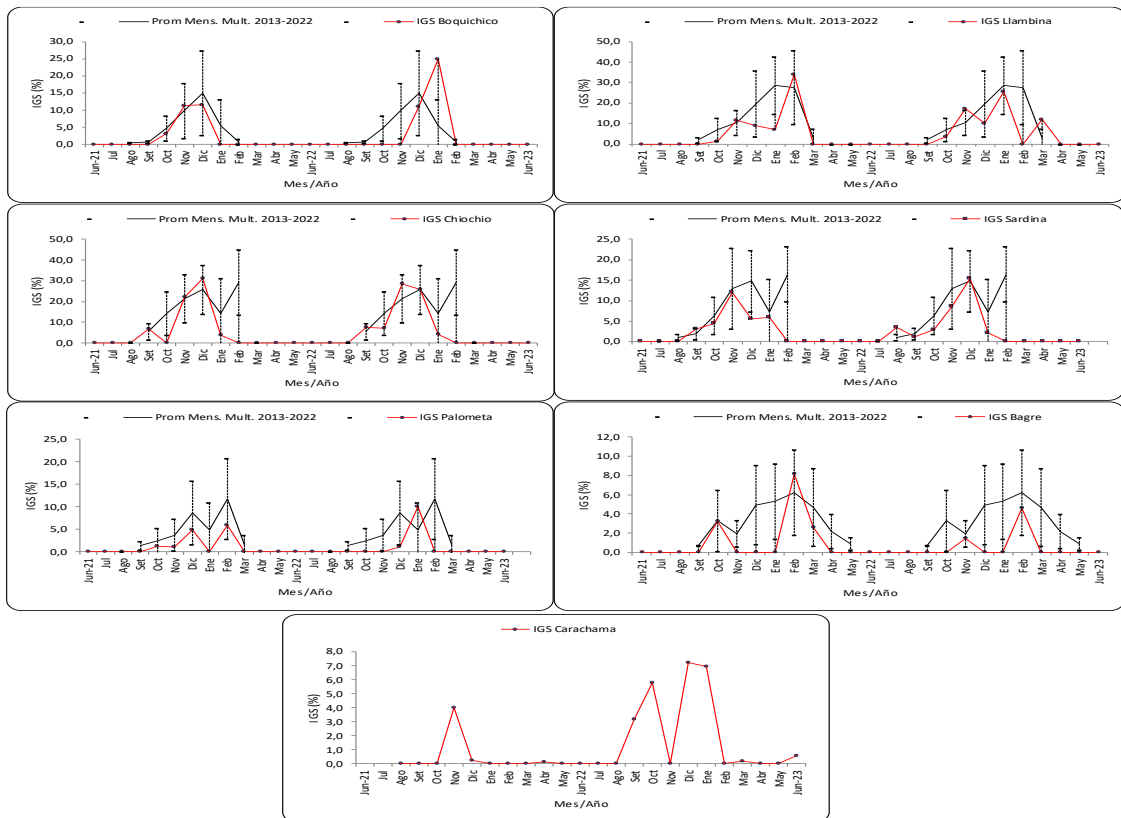 Prom Mens. Mult. 2013-2022 IGS Boquichico
IGS (%)
30,0
25,0
20,0
15,0
10,0
5,0
0,0
Jun-21 Jul Ago Set Oct Nov Dic Ene Feb Mar Abr May Jun-22 Jul Ago Set Oct Nov Dic Ene Feb Mar Abr May Jun-23
Mes/Año
Prom Mens. Mult. 2013-2022 IGS Llambina
IGS (%)
50,0
40,0
30,0
20,0
10,0
0,0
Jun-21 Jul Ago Set Oct Nov Dic Ene Feb Mar Abr May Jun-22 Jul Ago Set Oct Nov Dic Ene Feb Mar Abr May Jun-23
Mes/Año
Prom Mens. Mult. 2013-2022 IGS Chiochio
IGS (%)
50,0
40,0
30,0
20,0
10,0
0,0
Jun-21 Jul Ago Set Oct Nov Dic Ene Feb Mar Abr May Jun-22 Jul Ago Set Oct Nov Dic Ene Feb Mar Abr May Jun-23
Mes/Año
Prom Mens. Mult. 2013-2022 IGS Sardina
IGS (%)
25,0
20,0
15,0
10,0
5,0
0,0
Jun-21 Jul Ago Set Oct Nov Dic Ene Feb Mar Abr May Jun-22 Jul Ago Set Oct Nov Dic Ene Feb Mar Abr May Jun-23
Mes/Año
Prom Mens. Mult. 2013-2022 IGS Palometa
IGS (%)
25,0
20,0
15,0
10,0
5,0
0,0
Jun-21 Jul Ago Set Oct Nov Dic Ene Feb Mar Abr May Jun-22 Jul Ago Set Oct Nov Dic Ene Feb Mar Abr May Jun-23
Mes/Año
Prom Mens. Mult. 2013-2022 IGS Bagre
IGS (%)
12,0
10,0
8,0
6,0
4,0
2,0
0,0
Jun-21 Jul Ago Set Oct Nov Dic Ene Feb Mar Abr May Jun-22 Jul Ago Set Oct Nov Dic Ene Feb Mar Abr May Jun-23
Mes/Año
IGS Carachama
IGS (%)
8,0
7,0
6,0
5,0
4,0
3,0
2,0
1,0
0,0
Jun-21 Jul Ago Set Oct Nov Dic Ene Feb Mar Abr May Jun-22 Jul Ago Set Oct Nov Dic Ene Feb Mar Abr May Jun-23
Mes/Año